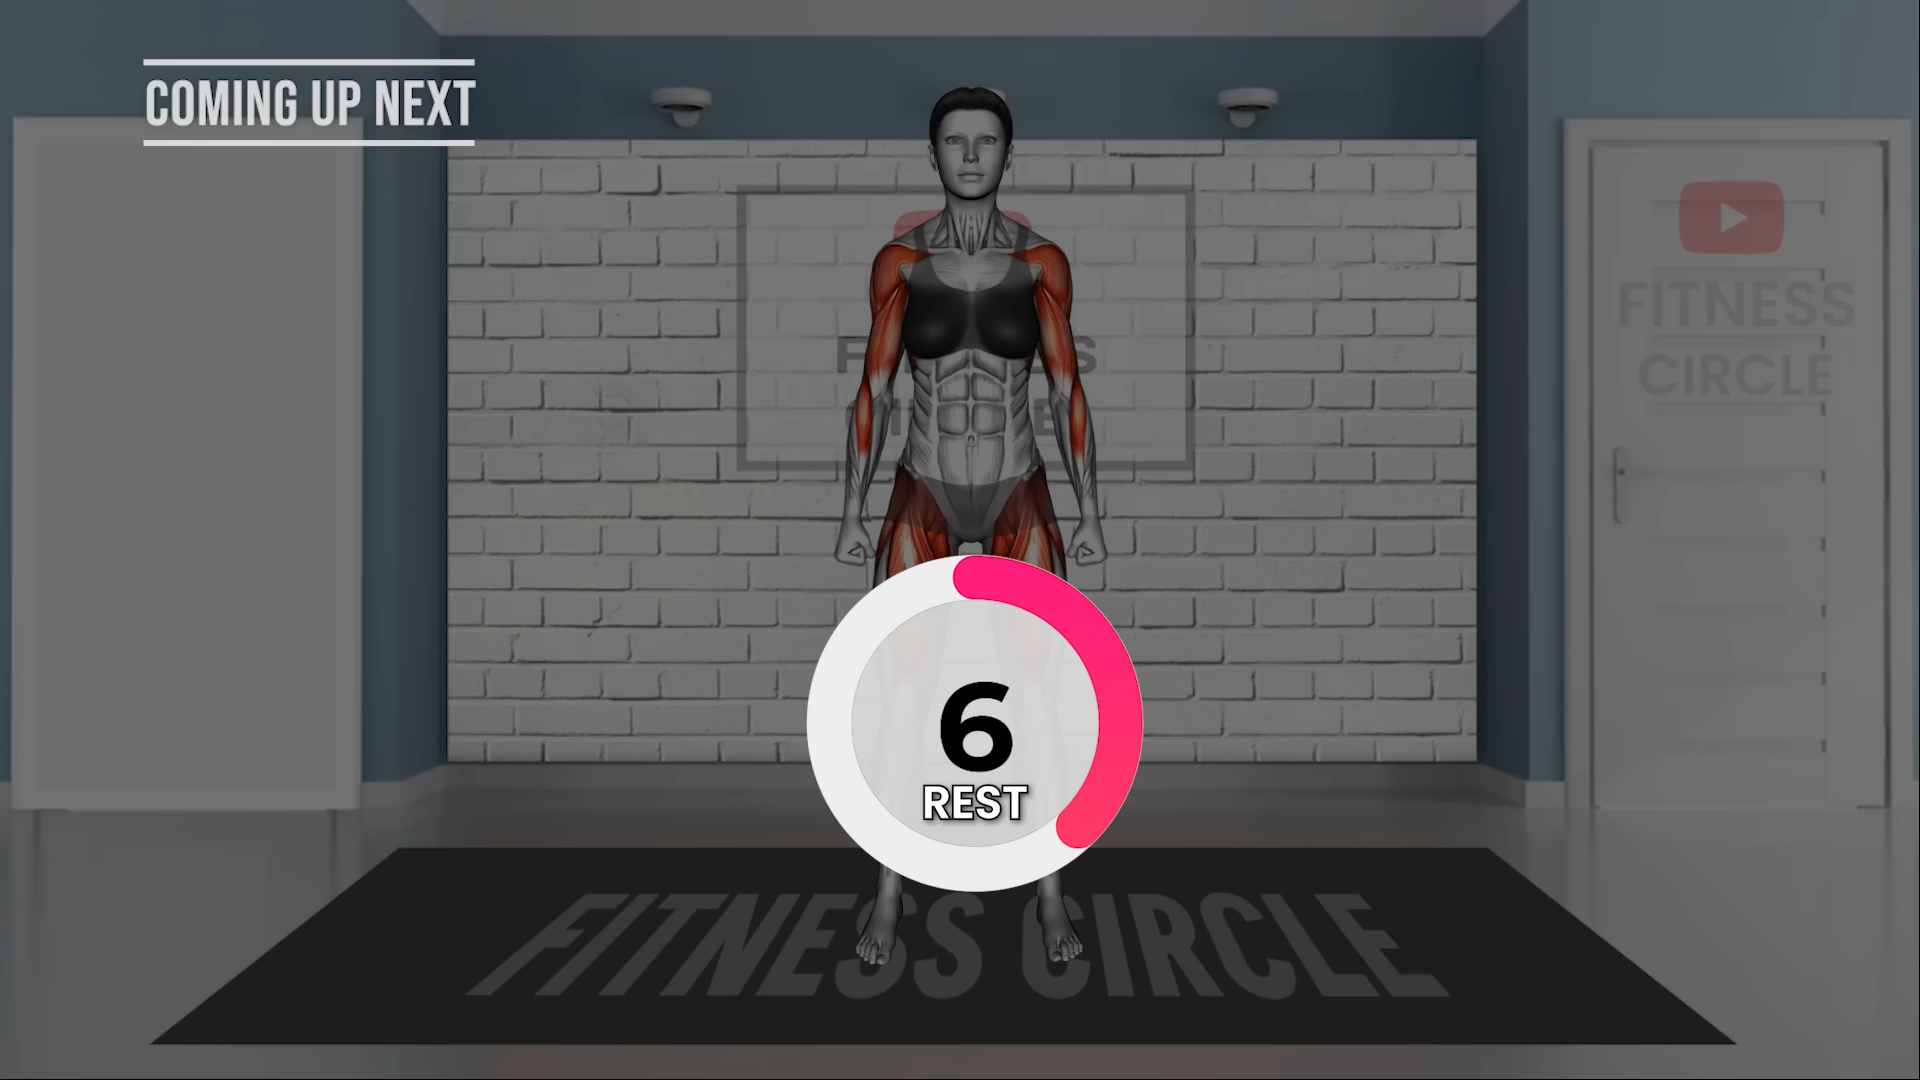 COMING UP NEXT
FITNESS
CIRCLE
6
REST
FITNESS CIRCLE